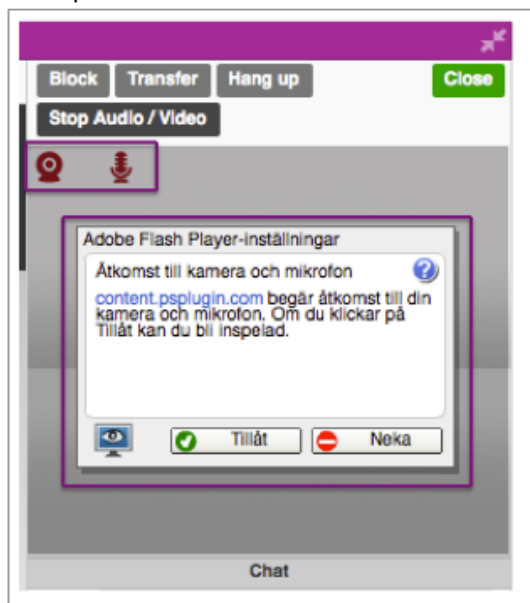 Block Transfer Hang up Close
Stop Audio / Video
Adobe Flash Player-inställningar
Åtkomst till kamera och mikrofon
content.psplugin.com begär åtkomst till din
kamera och mikrofon. Om du klickar på
Tillåt kan du bli inspelad.
Tillåt Neka
Chat